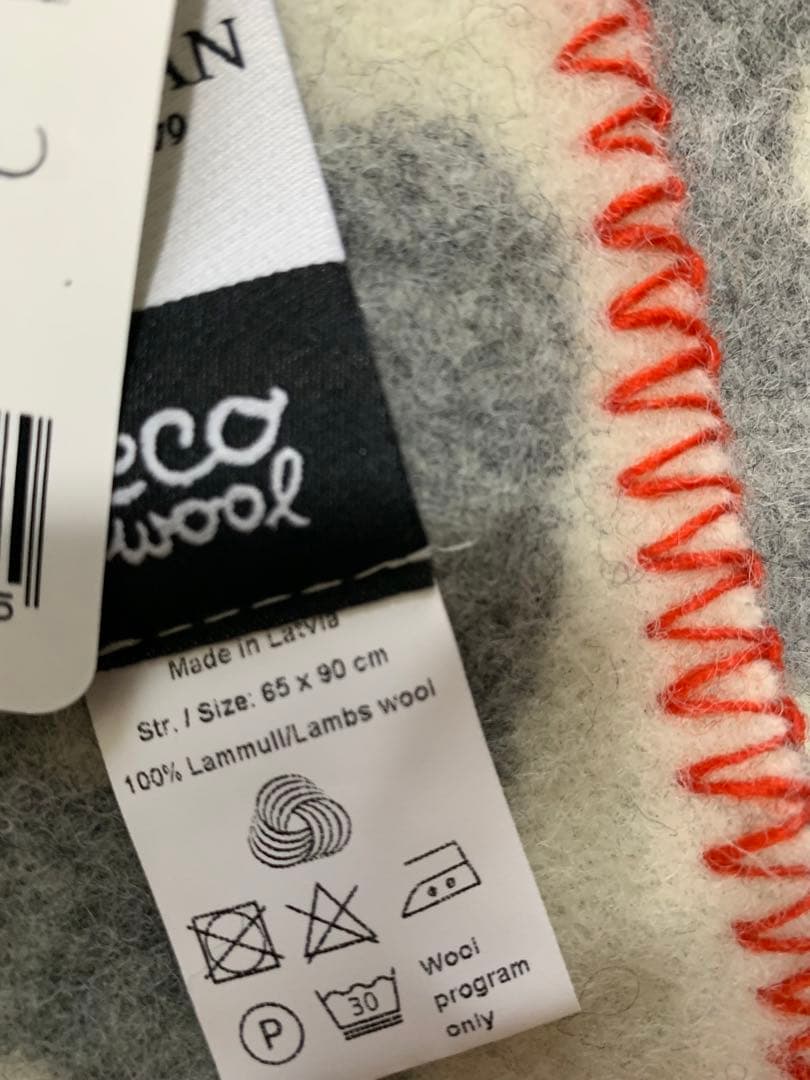 eco
wool
Made in Latvia
Str. / Size: 65 x 90 cm
100% Lammull/Lambs wool
P
30
Wool
program
only